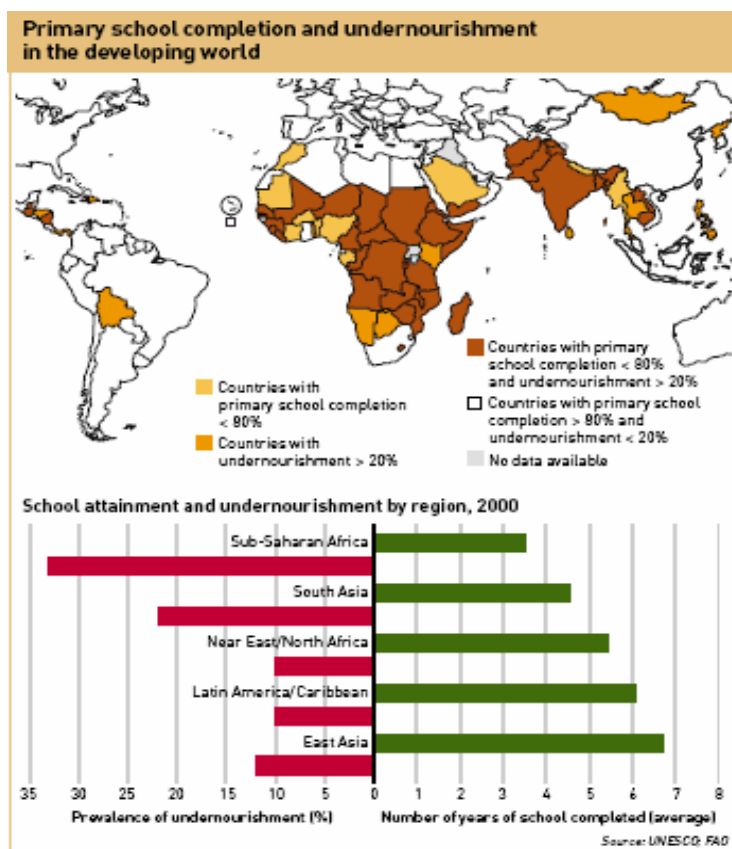 Primary school completion and undernourishment
in the developing world
Countries with
primary school completion
< 80%
Countries with
undernourishment > 20%
Countries with primary
school completion < 80%
and undernourishment > 20%
Countries with primary school
completion > 80% and
undernourishment < 20%
No data available
School attainment and undernourishment by region, 2000
Sub-Saharan Africa
South Asia
Near East/North Africa
Latin America/Caribbean
East Asia
35 30 25 20 15 10 5 0 1 2 3 4 5 6 7 8
Prevalence of undernourishment (%) Number of years of school completed (average)
Source: UNESCO; FAO